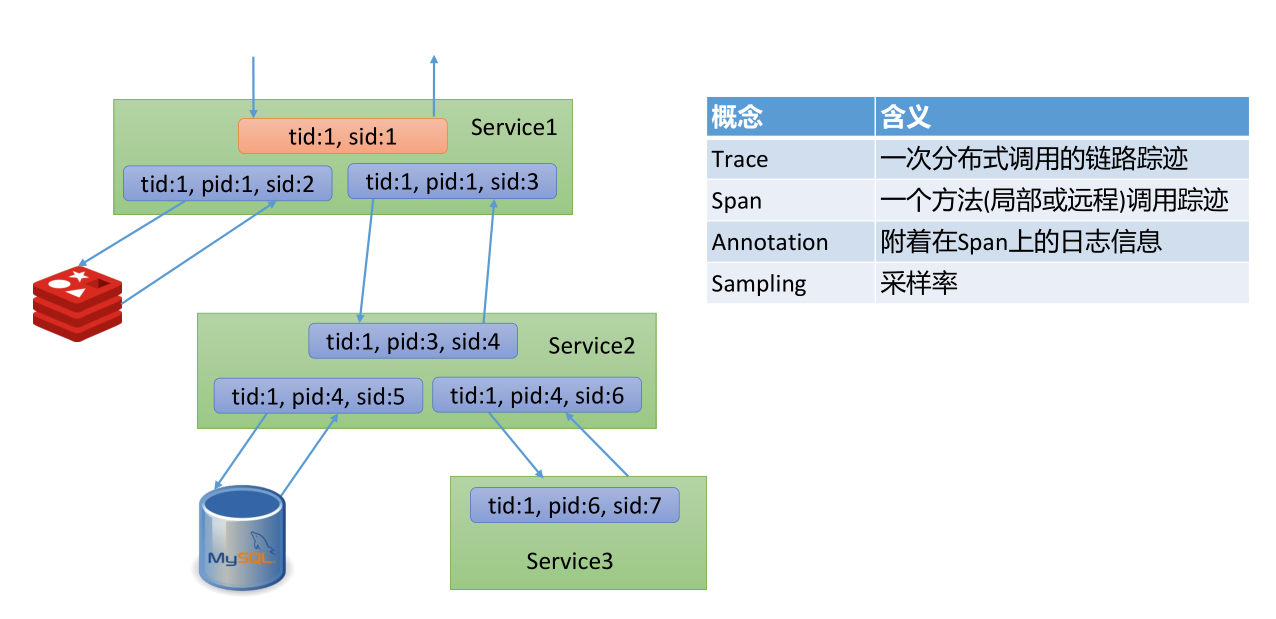 tid:1, sid:1
Service1
tid:1, pid:1, sid:2
tid:1, pid:1, sid:3
tid:1, pid:3, sid:4
Service2
tid:1, pid:4, sid:5
tid:1, pid:4, sid:6
MySQL
tid:1, pid:6, sid:7
Service3
概念 含义
Trace 一次分布式调用的链路踪迹
Span 一个方法(局部或远程)调用踪迹
Annotation 附着在Span上的日志信息
Sampling 采样率